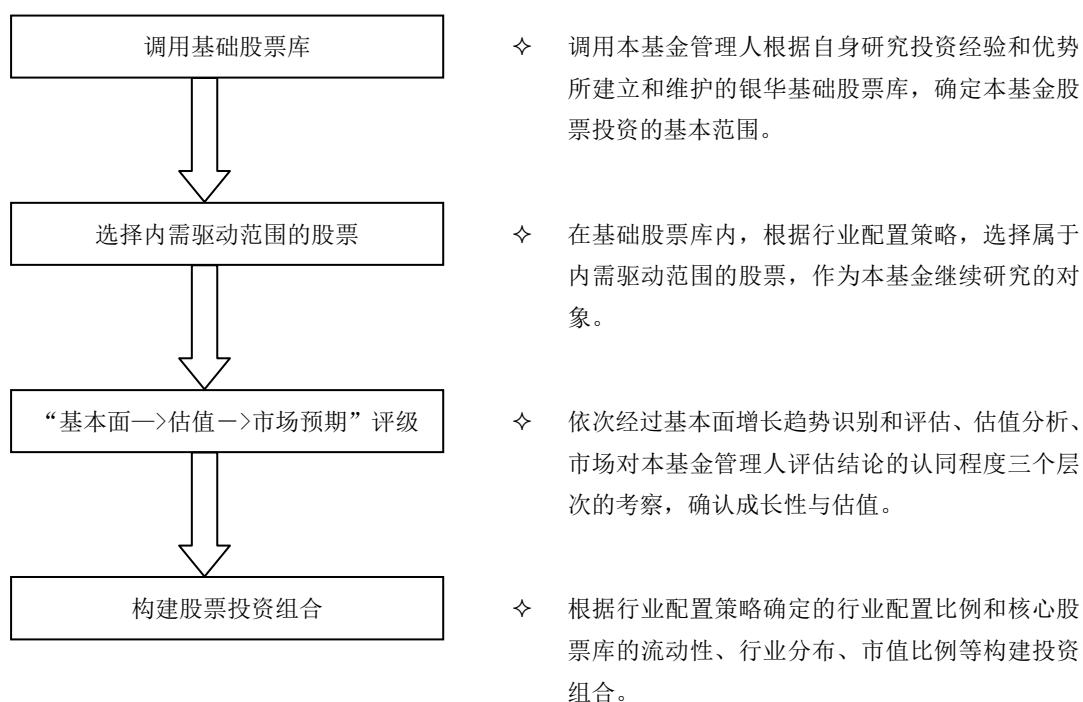 调用基础股票库
✧ 调用本基金管理人根据自身研究投资经验和优势
所建立和维护的银华基础股票库，确定本基金股
票投资的基本范围。
选择内需驱动范围的股票
✧ 在基础股票库内，根据行业配置策略，选择属于
内需驱动范围的股票，作为本基金继续研究的对
象。
“基本面—>估值－>市场预期”评级
✧ 依次经过基本面增长趋势识别和评估、估值分析、
市场对本基金管理人评估结论的认同程度三个层
次的考察，确认成长性与估值。
构建股票投资组合
✧ 根据行业配置策略确定的行业配置比例和核心股
票库的流动性、行业分布、市值比例等构建投资
组合。